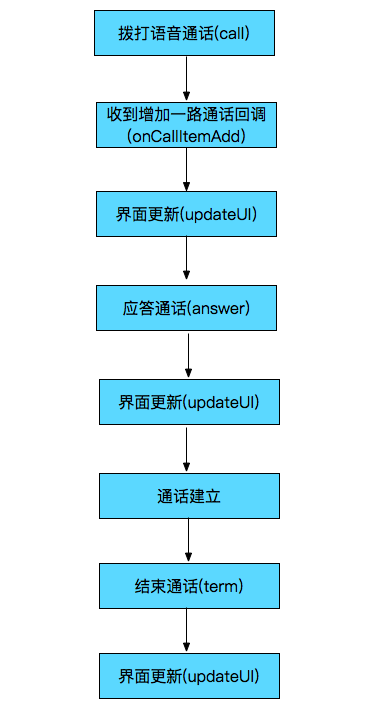 拨打语音通话(call)
收到增加一路通话回调
(onCallItemAdd)
界面更新(updateUI)
应答通话(answer)
界面更新(updateUI)
通话建立
结束通话(term)
界面更新(updateUI)